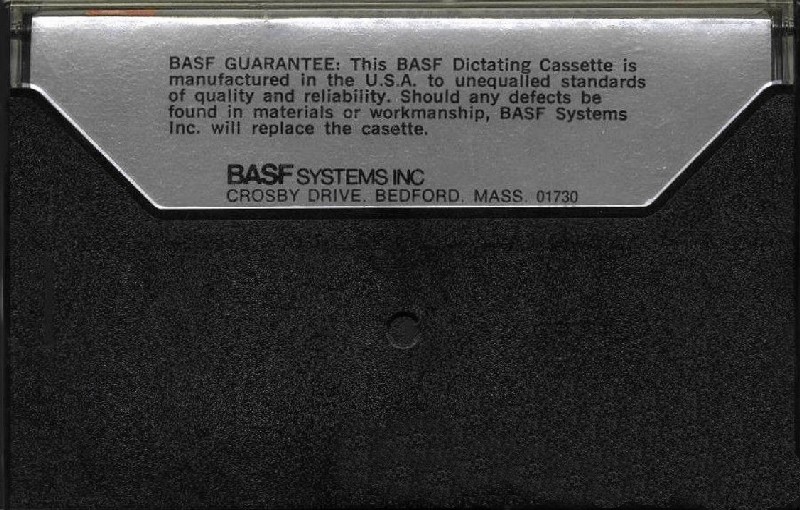 BASF GUARANTEE: This BASF Dictating Cassette is
manufactured in the U.S.A. to unequalled standards
of quality and reliability. Should any defects be
found in materials or workmanship, BASF Systems
Inc. will replace the casette.
BASF SYSTEMS INC
CROSBY DRIVE, BEDFORD, MASS. 01730